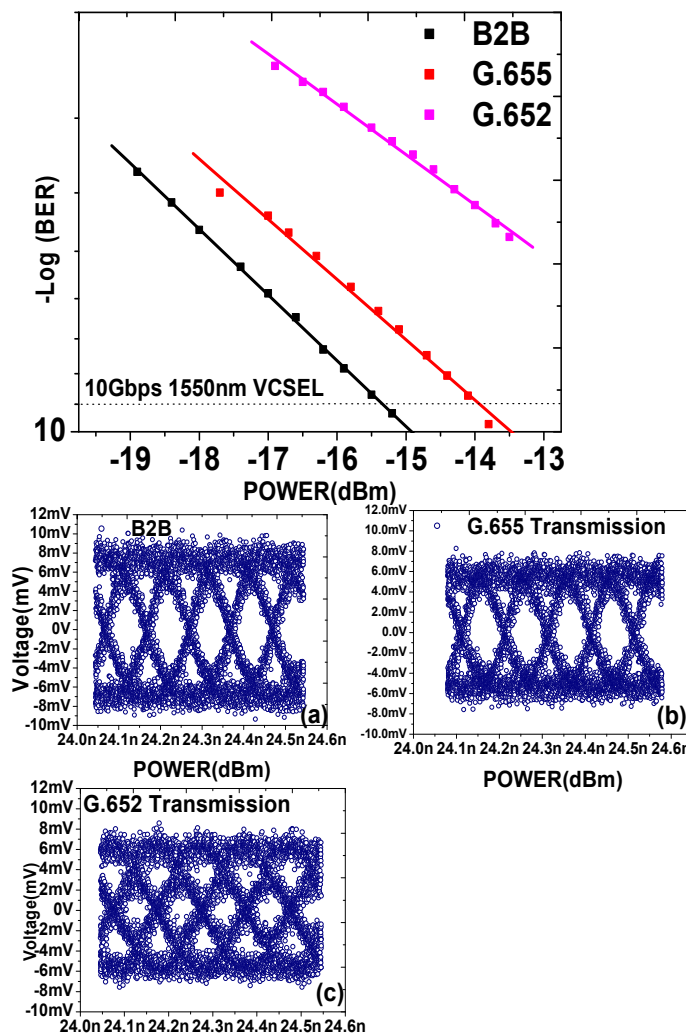 B2B
G.655
G.652
-Log (BER)
10Gbps 1550nm VCSEL
10
-19 -18 -17 -16 -15 -14 -13
POWER(dBm)
12mV
10mV
8mV
6mV
4mV
2mV
0V
-2mV
-4mV
-6mV
-8mV
-10mV
Voltage(mV)
B2B
(a)
24.0n 24.1n 24.2n 24.3n 24.4n 24.5n 24.6n
POWER(dBm)
12.0mV
10.0mV
8.0mV
6.0mV
4.0mV
2.0mV
0.0V
-2.0mV
-4.0mV
-6.0mV
-8.0mV
-10.0mV
G.655 Transmission
(b)
24.0n 24.1n 24.2n 24.3n 24.4n 24.5n 24.6n
POWER(dBm)
12mV
10mV
8mV
6mV
4mV
2mV
0V
-2mV
-4mV
-6mV
-8mV
-10mV
Voltage(mV)
G.652 Transmission
(c)
24.0n 24.1n 24.2n 24.3n 24.4n 24.5n 24.6n